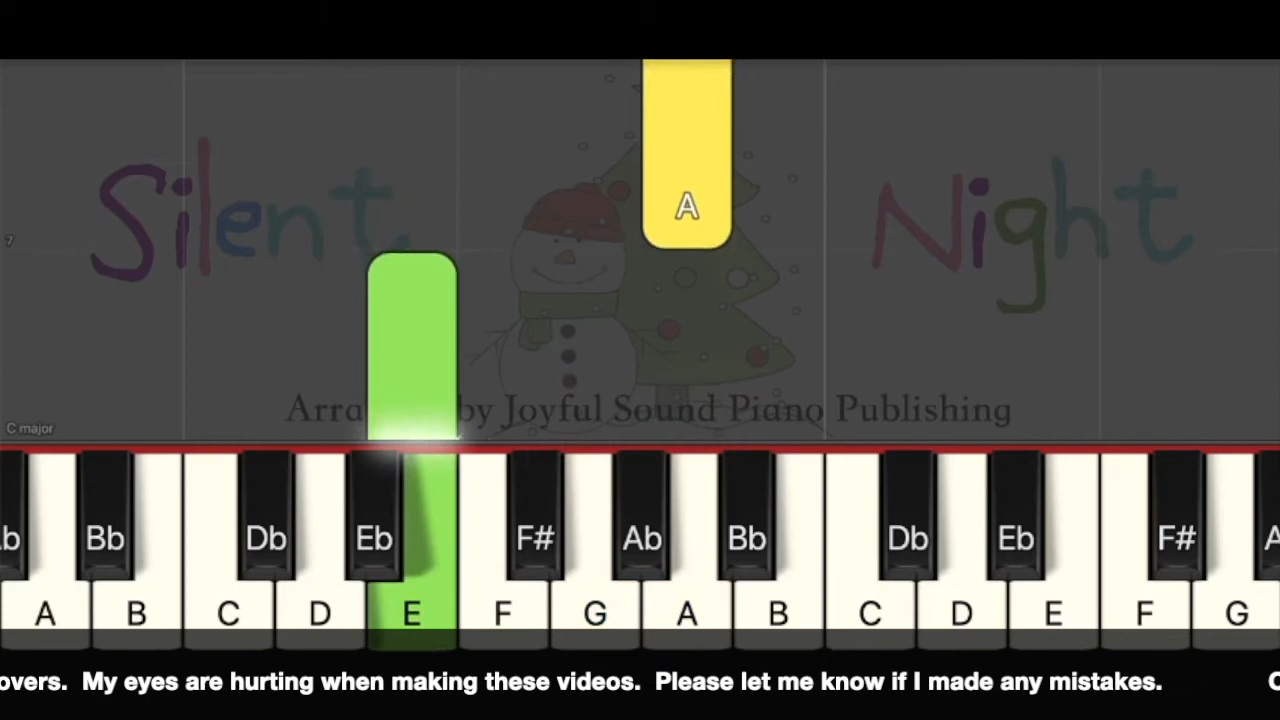 Silent Night
A
7
Arra by Joyful Sound Piano Publishing
C major
b Bb Db Eb F# Ab Bb Db Eb F# A
A B C D E F G A B C D E F G
overs. My eyes are hurting when making these videos. Please let me know if I made any mistakes.